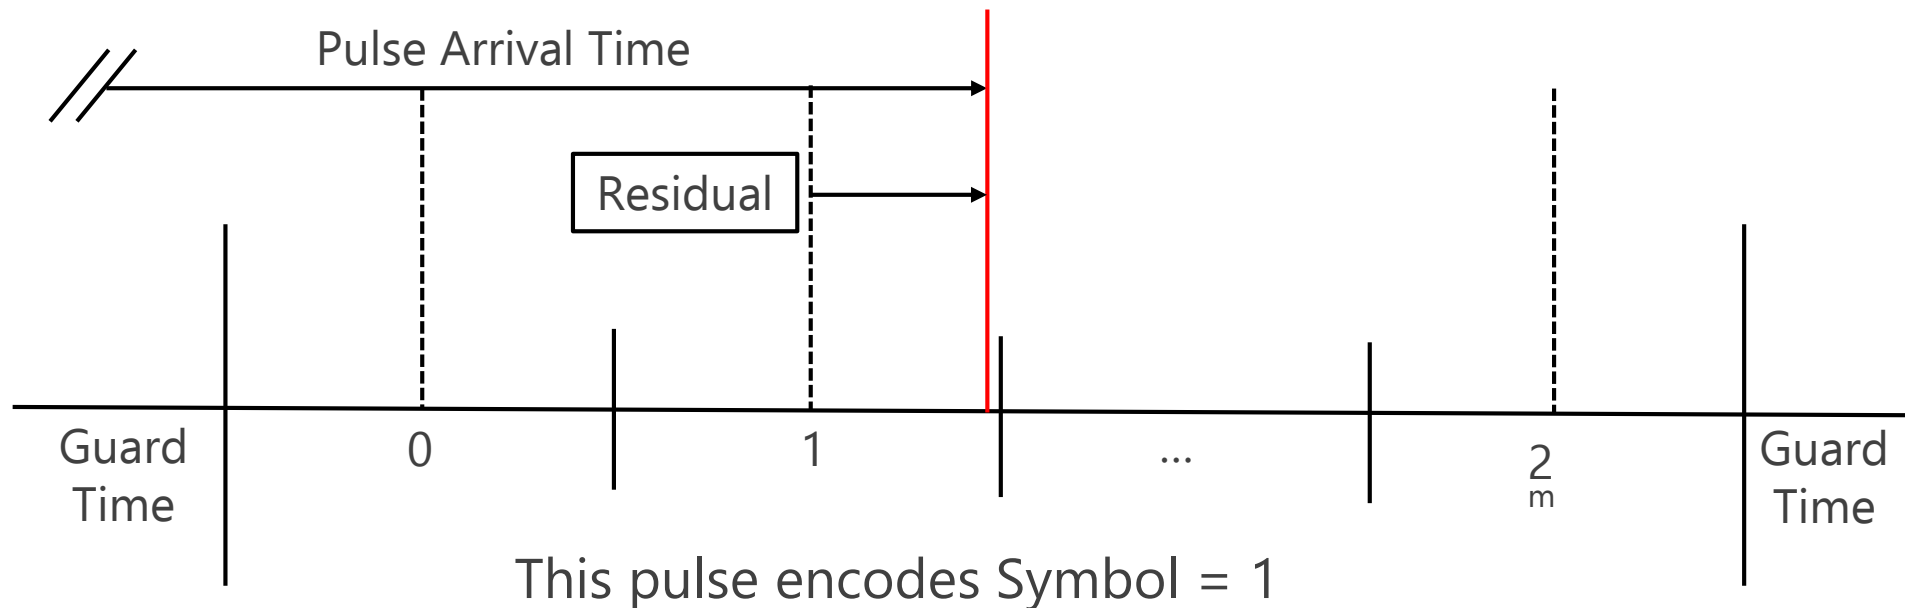 Pulse Arrival Time
Residual
Guard
Time
0
1
...
2
m
Guard
Time
This pulse encodes Symbol = 1